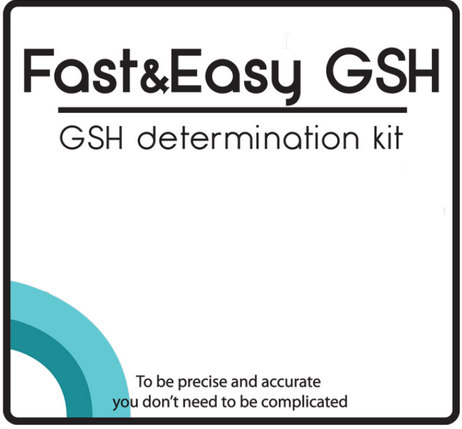 Fast&Easy GSH
GSH determination kit
To be precise and accurate
you don't need to be complicated